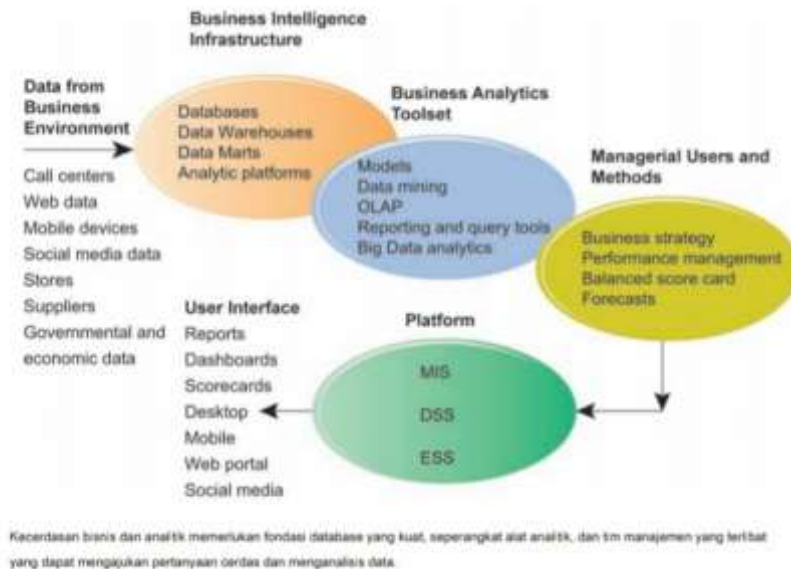 Business Intelligence
Infrastructure
Data from
Business
Environment
Databases
Data Warehouses
Data Marts
Analytic platforms
Business Analytics
Toolset
Call centers
Web data
Mobile devices
Social media data
Stores
Suppliers
Governmental and
economic data
Models
Data mining
OLAP
Reporting and query tools
Big Data analytics
Managerial Users and
Methods
Business strategy
Performance management
Balanced score card
Forecasts
User Interface
Reports
Dashboards
Scorecards
Desktop
Mobile
Web portal
Social media
Platform
MIS
DSS
ESS
Kecerdasan bisnis dan analitik memerlukan fondasi database yang kuat, seperangkat alat analitik, dan tim manajemen yang terlibat
yang dapat mengajukan pertanyaan cerdas dan menganalisis data.